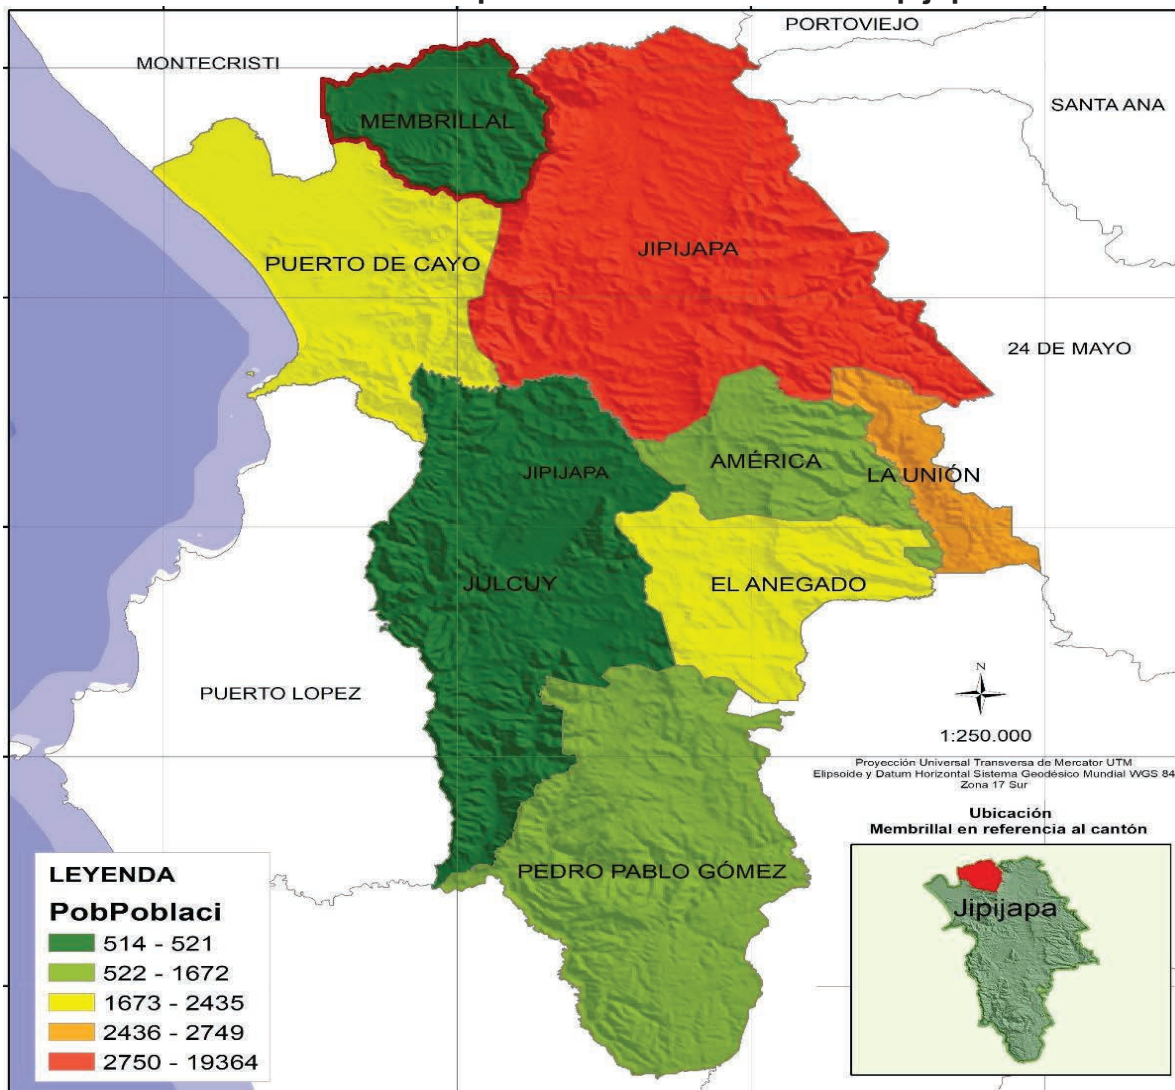 PORTOVIEJO
MONTECRISTI
SANTA ANA
MEMBRILLAL
JIPIJAPA
PUERTO DE CAYO
24 DE MAYO
AMÉRICA
JIPIJAPA
LA UNIÓN
JULCUY
EL ANEGADO
PUERTO LOPEZ
N
1:250.000
Proyección Universal Transversa de Mercator UTM
Elipsoide y Datum Horizontal Sistema Geodésico Mundial WGS 84
Zona 17 Sur
Ubicación
Membrillal en referencia al cantón
Jipijapa
PEDRO PABLO GÓMEZ
LEYENDA
PobPoblaci
514 - 521
522 - 1672
1673 - 2435
2436 - 2749
2750 - 19364